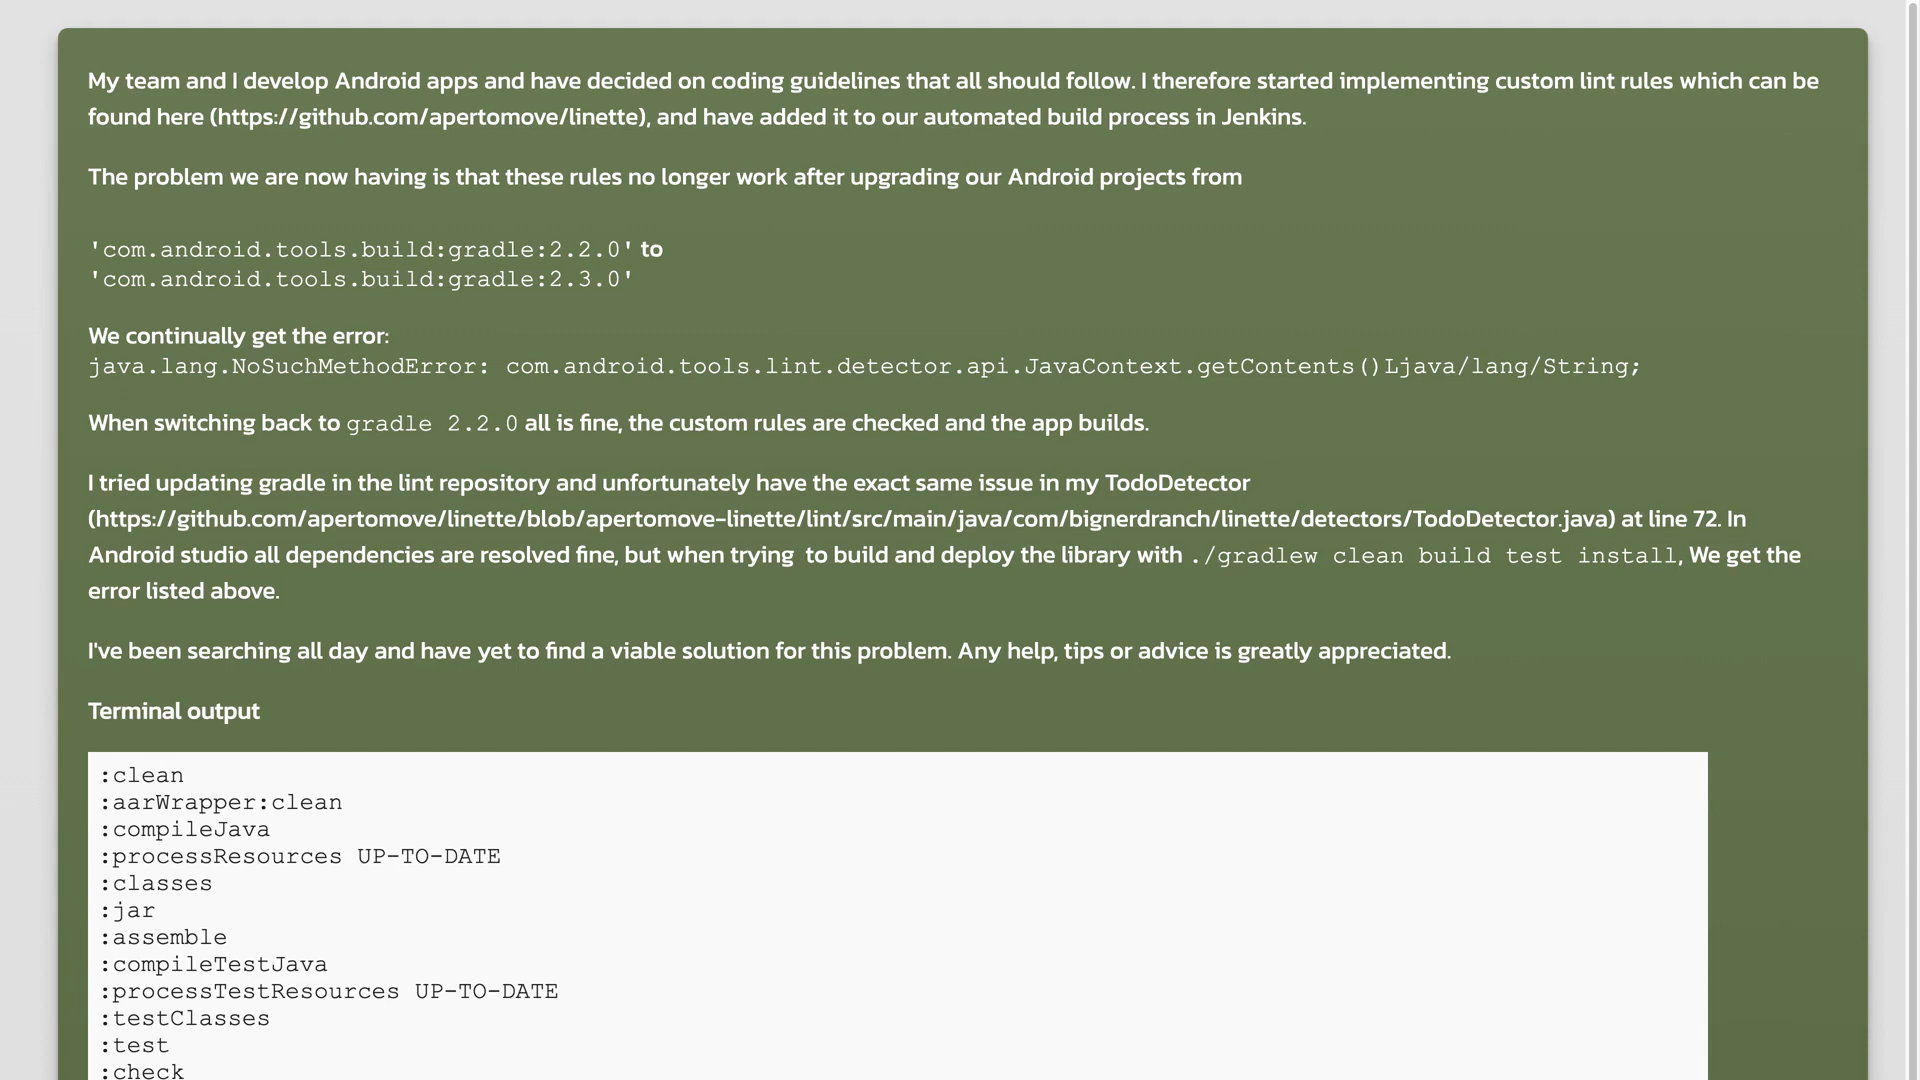 My team and I develop Android apps and have decided on coding guidelines that all should follow. I therefore started implementing custom lint rules which can be
found here (https://github.com/apertomove/linette), and have added it to our automated build process in Jenkins.
The problem we are now having is that these rules no longer work after upgrading our Android projects from
'com.android.tools.build:gradle:2.2.0' to
'com.android.tools.build:gradle:2.3.0'
We continually get the error:
java.lang.NoSuchMethodError: com.android.tools.lint.detector.api.JavaContext.getContents()Ljava/lang/String;
When switching back to gradle 2.2.0 all is fine, the custom rules are checked and the app builds.
I tried updating gradle in the lint repository and unfortunately have the exact same issue in my TodoDetector
(https://github.com/apertomove/linette/blob/apertomove-linette/lint/src/main/java/com/bignerdranch/linette/detectors/TodoDetector.java) at line 72. In
Android studio all dependencies are resolved fine, but when trying  to build and deploy the library with ./gradlew clean build test install, We get the
error listed above.
I've been searching all day and have yet to find a viable solution for this problem. Any help, tips or advice is greatly appreciated.
Terminal output
:clean
:aarWrapper:clean
:compileJava
:processResources UP-TO-DATE
:classes
:jar
:assemble
:compileTestJava
:processTestResources UP-TO-DATE
:testClasses
:test
:check